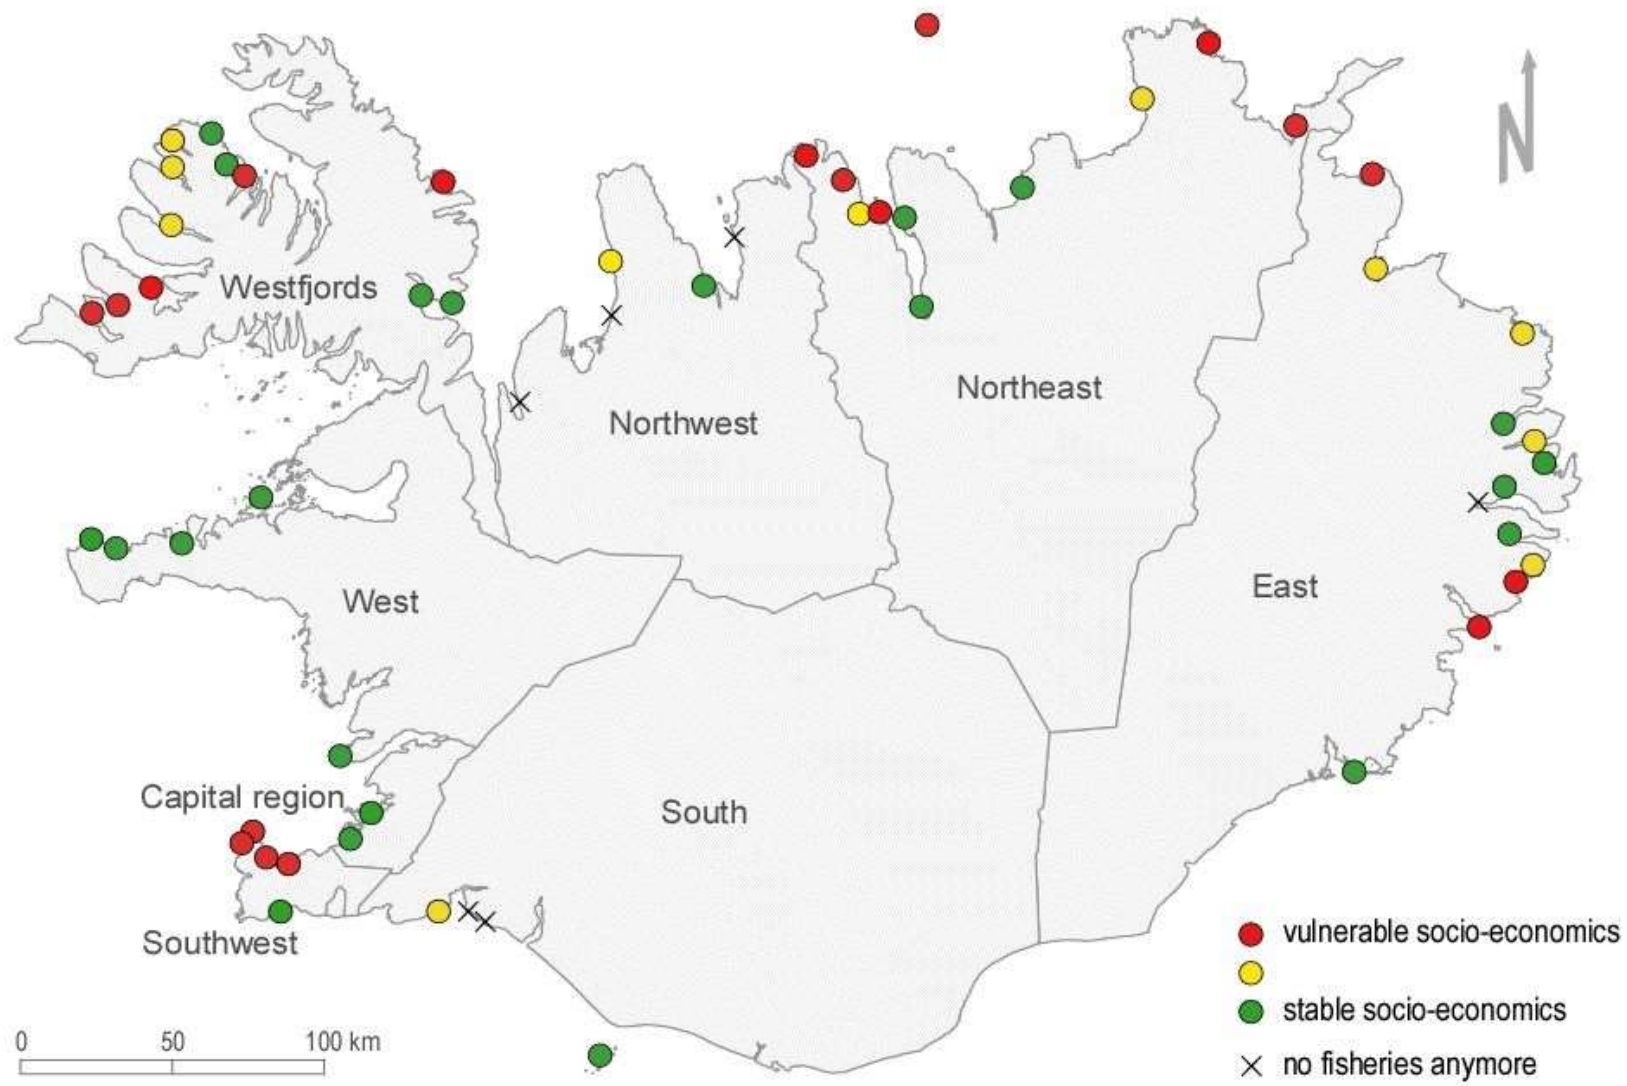 N
Westfjords
Northeast
Northwest
East
West
Capital region
South
Southwest
vulnerable socio-economics
stable socio-economics
no fisheries anymore
0 50 100 km